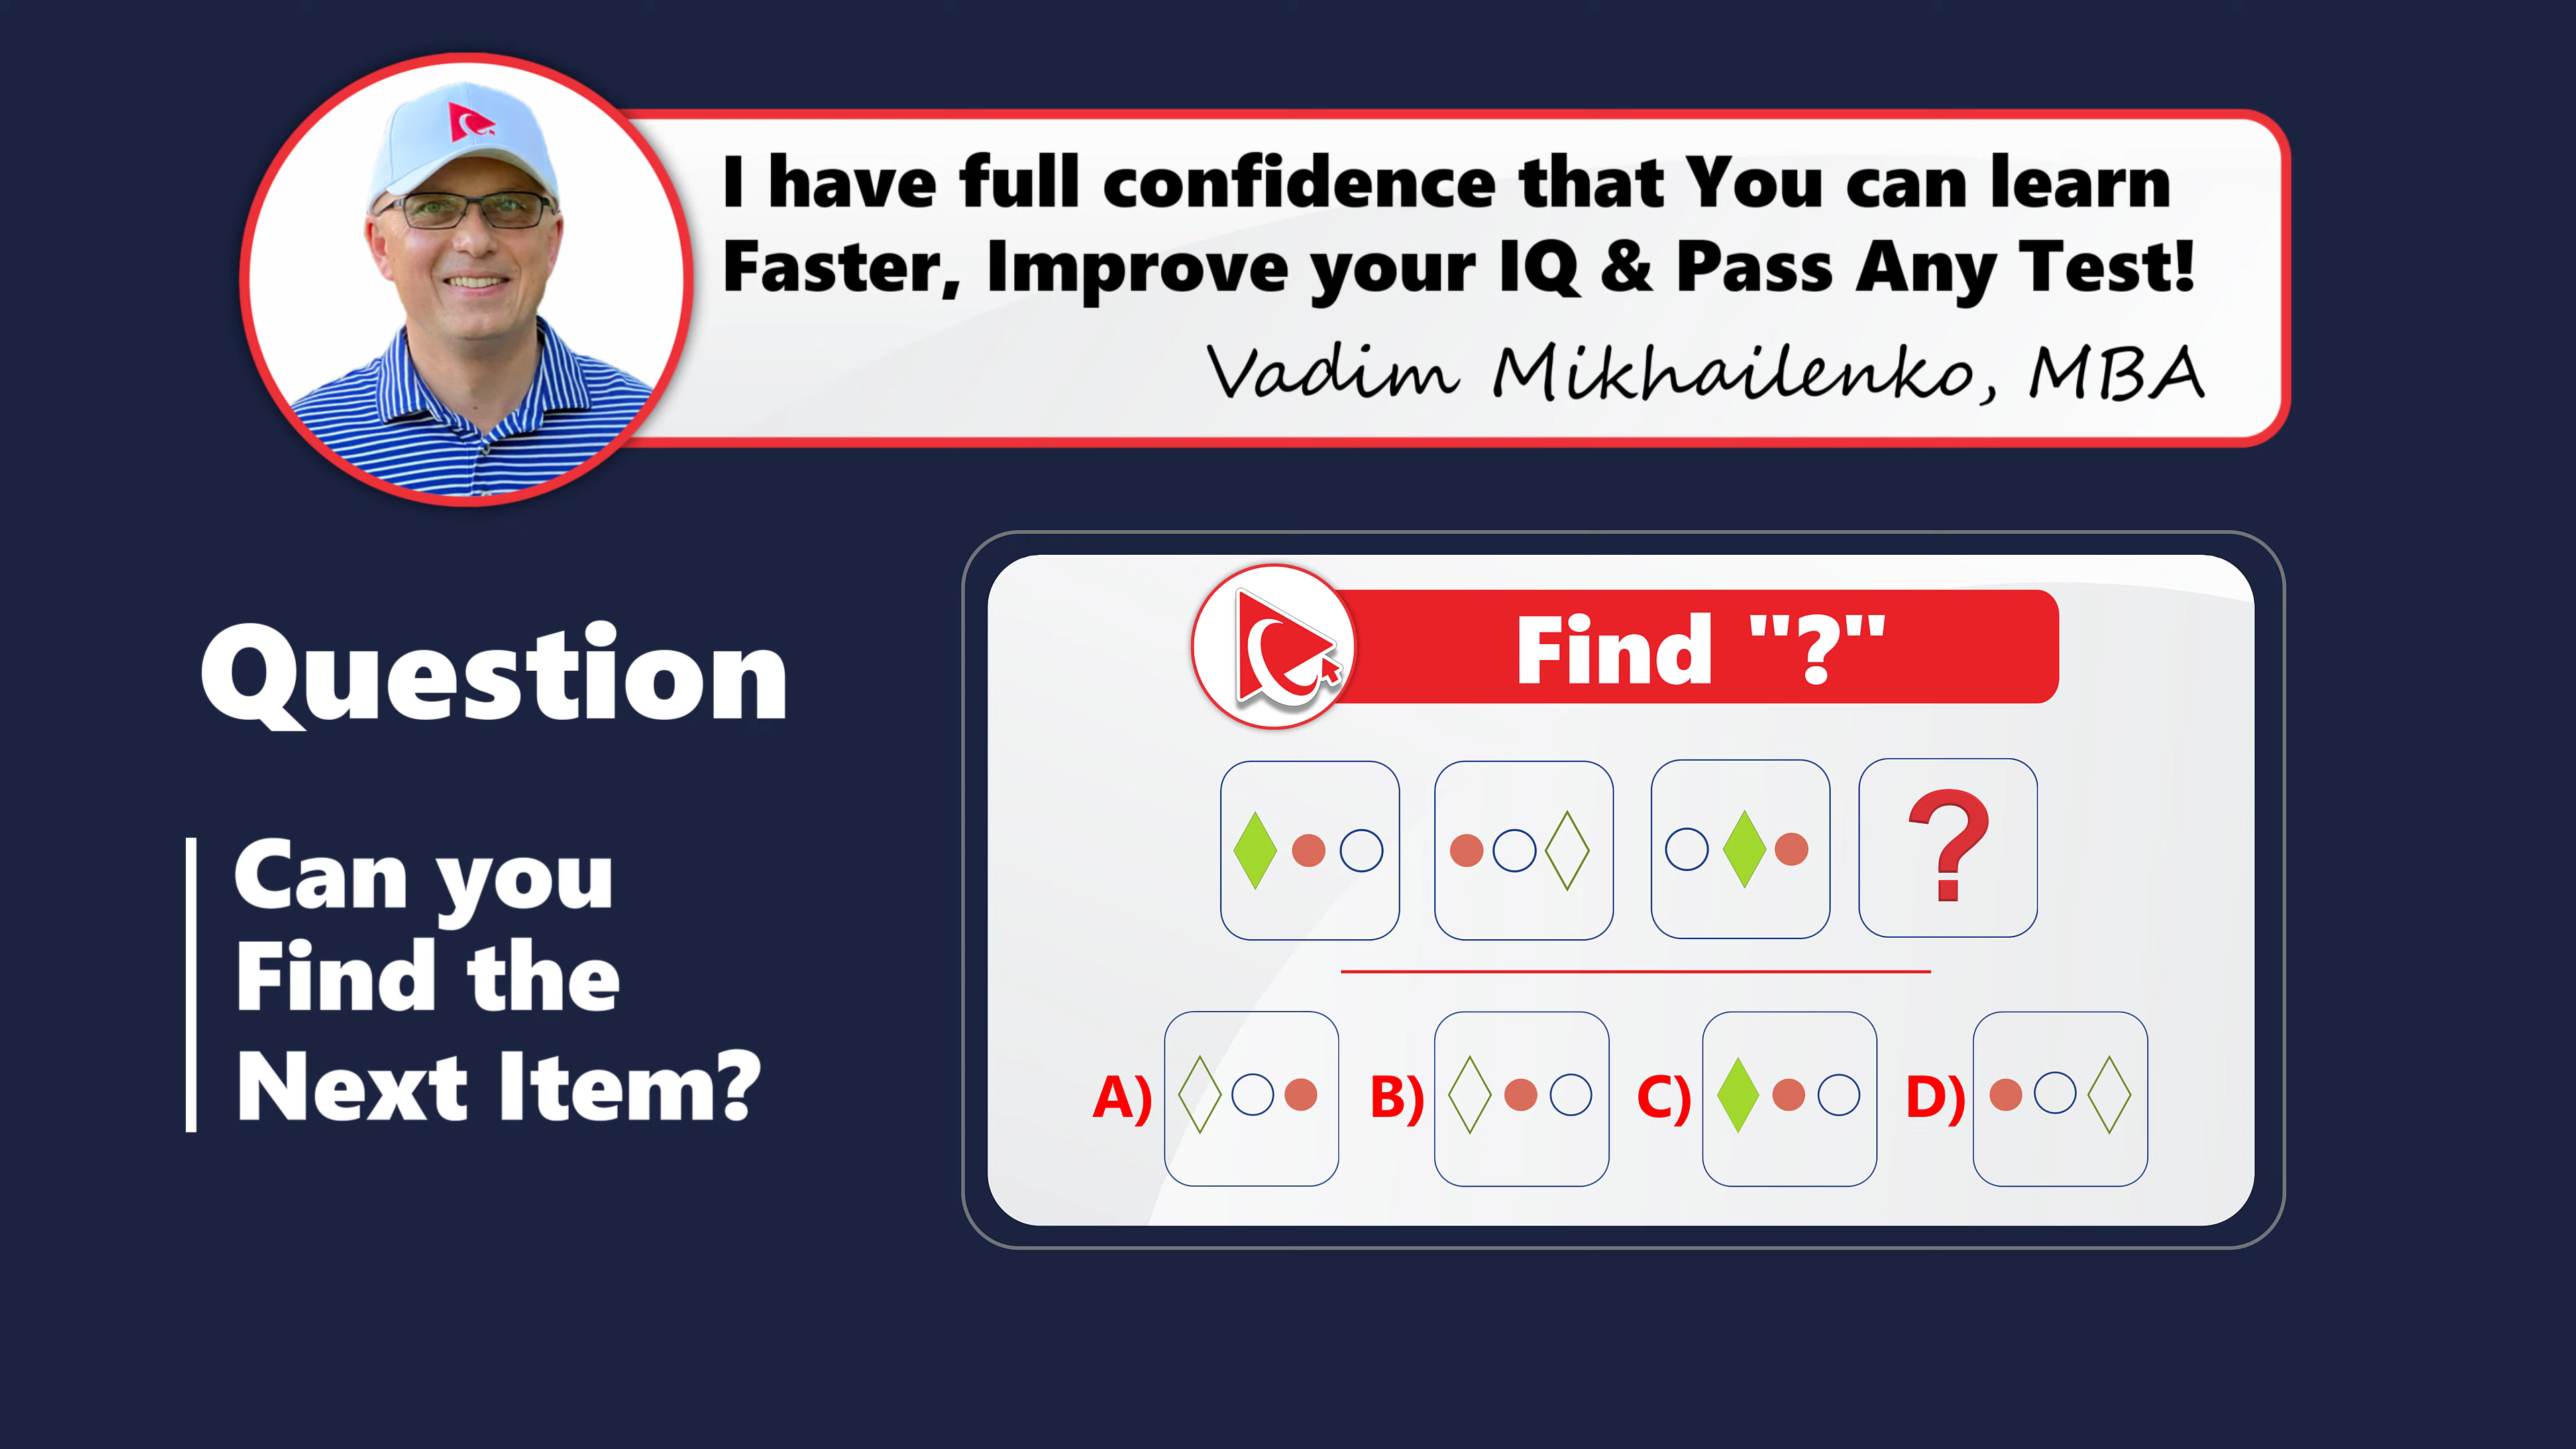 I have full confidence that You can learn
Faster, Improve your IQ & Pass Any Test!
Vadim Mikhailenko, MBA
Question
Can you
Find the
Next Item?
Find "?"
?
A) B) C) D)